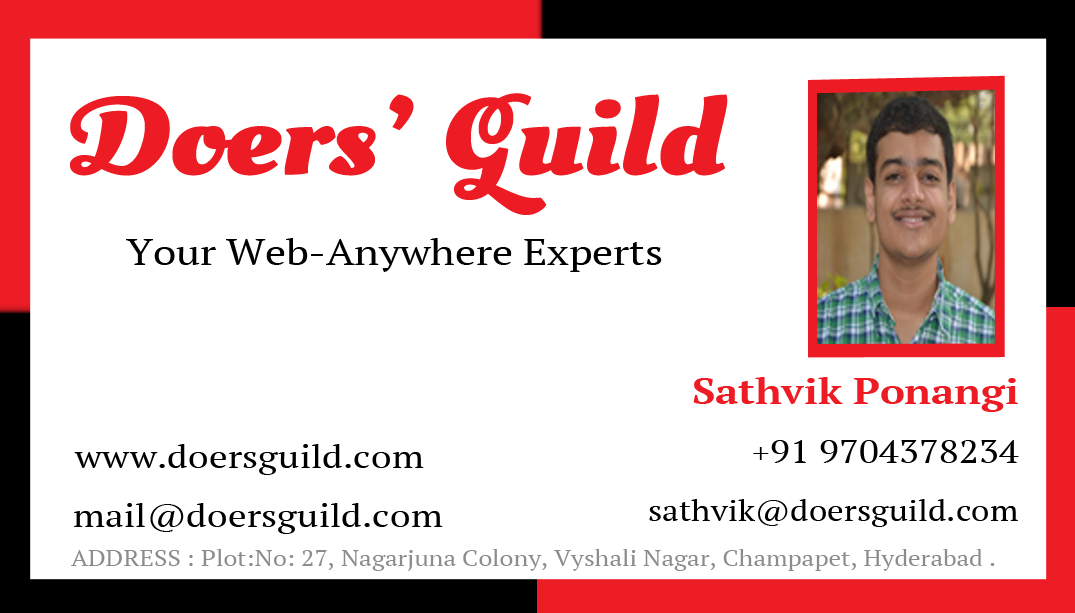 Doers’ Guild
Your Web-Anywhere Experts
Sathvik Ponangi
www.doersguild.com
+91 9704378234
mail@doersguild.com
sathvik@doersguild.com
ADDRESS : Plot:No: 27, Nagarjuna Colony, Vyshali Nagar, Champapet, Hyderabad .